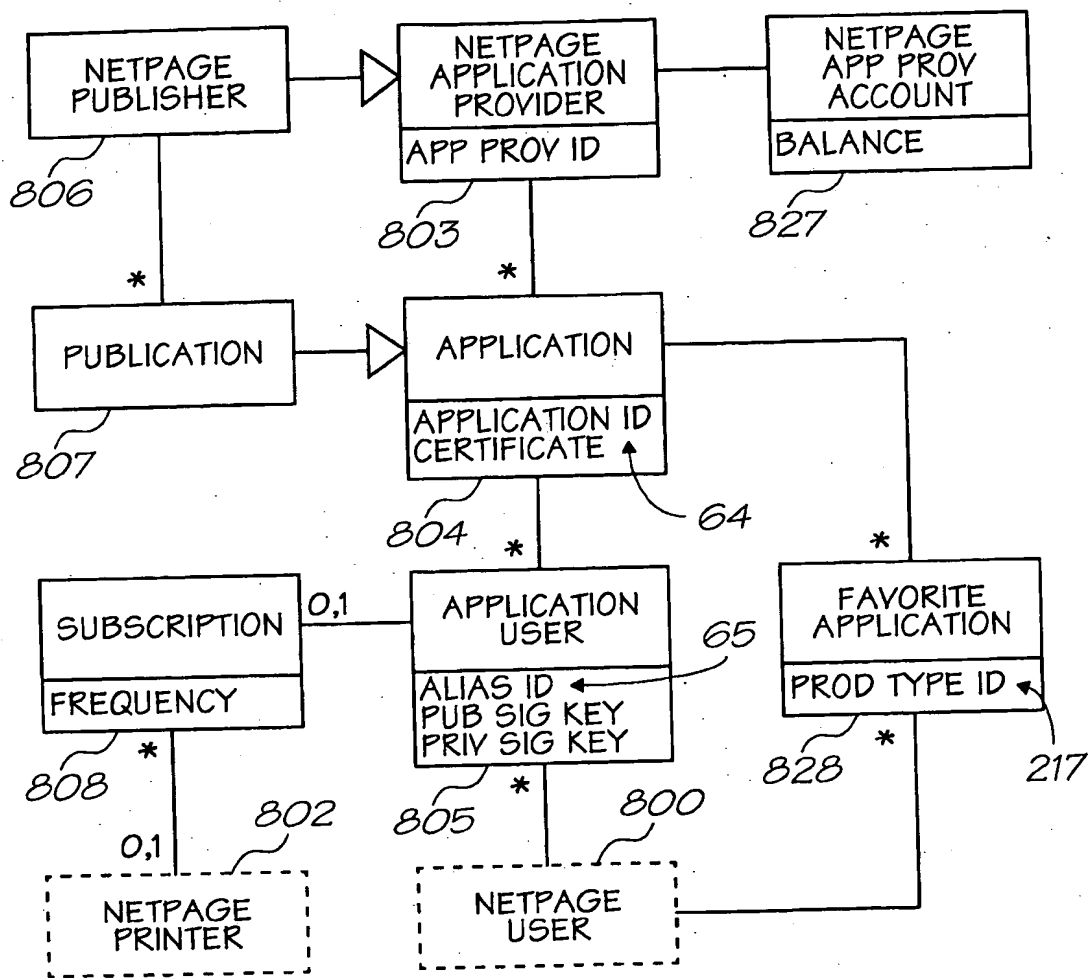 NETPAGE
PUBLISHER
806
NETPAGE
APPLICATION
PROVIDER
APP PROV ID
803
NETPAGE
APP PROV
ACCOUNT
BALANCE
827
*
*
PUBLICATION
807
APPLICATION
APPLICATION ID
CERTIFICATE
804
64
*
*
SUBSCRIPTION
FREQUENCY
808
0,1
APPLICATION
USER
ALIAS ID
PUB SIG KEY
PRIV SIG KEY
805
65
FAVORITE
APPLICATION
PROD TYPE ID
828
217
*
*
*
0,1
802
NETPAGE
PRINTER
800
NETPAGE
USER